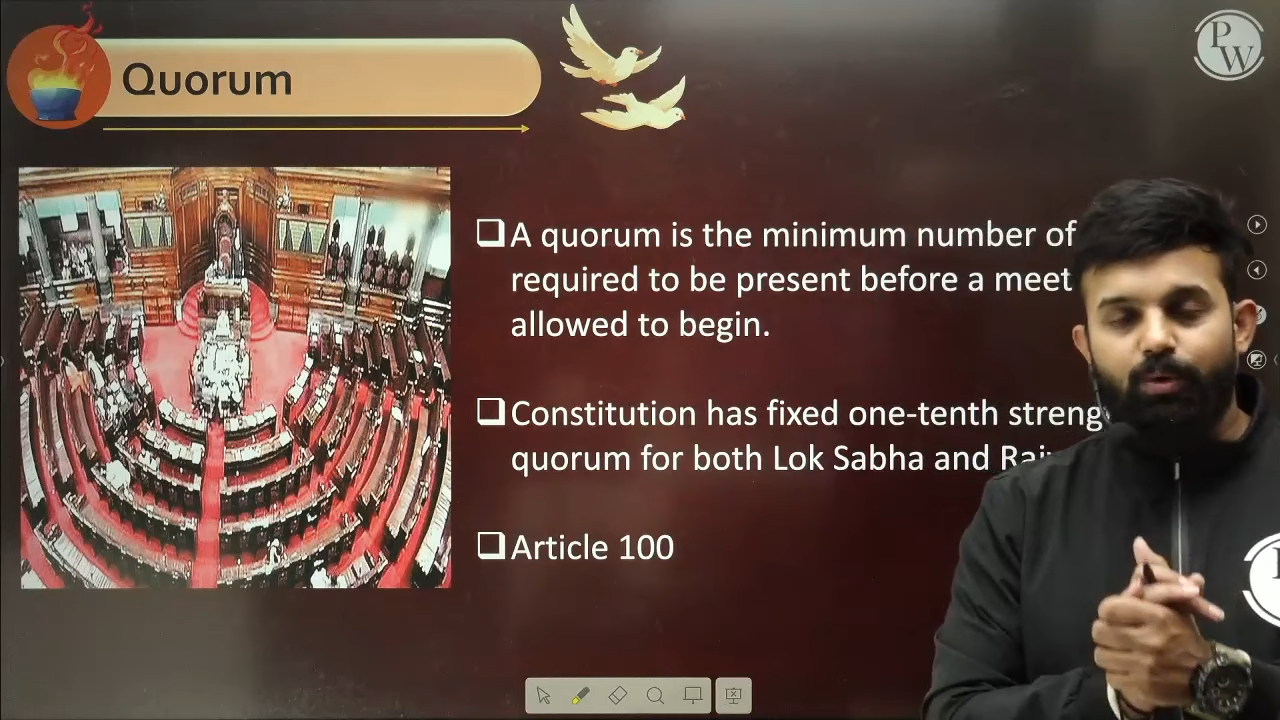 Quorum
PW
A quorum is the minimum number of
required to be present before a meet
allowed to begin.
Constitution has fixed one-tenth
quorum for both Lok Sabha and
Article 100